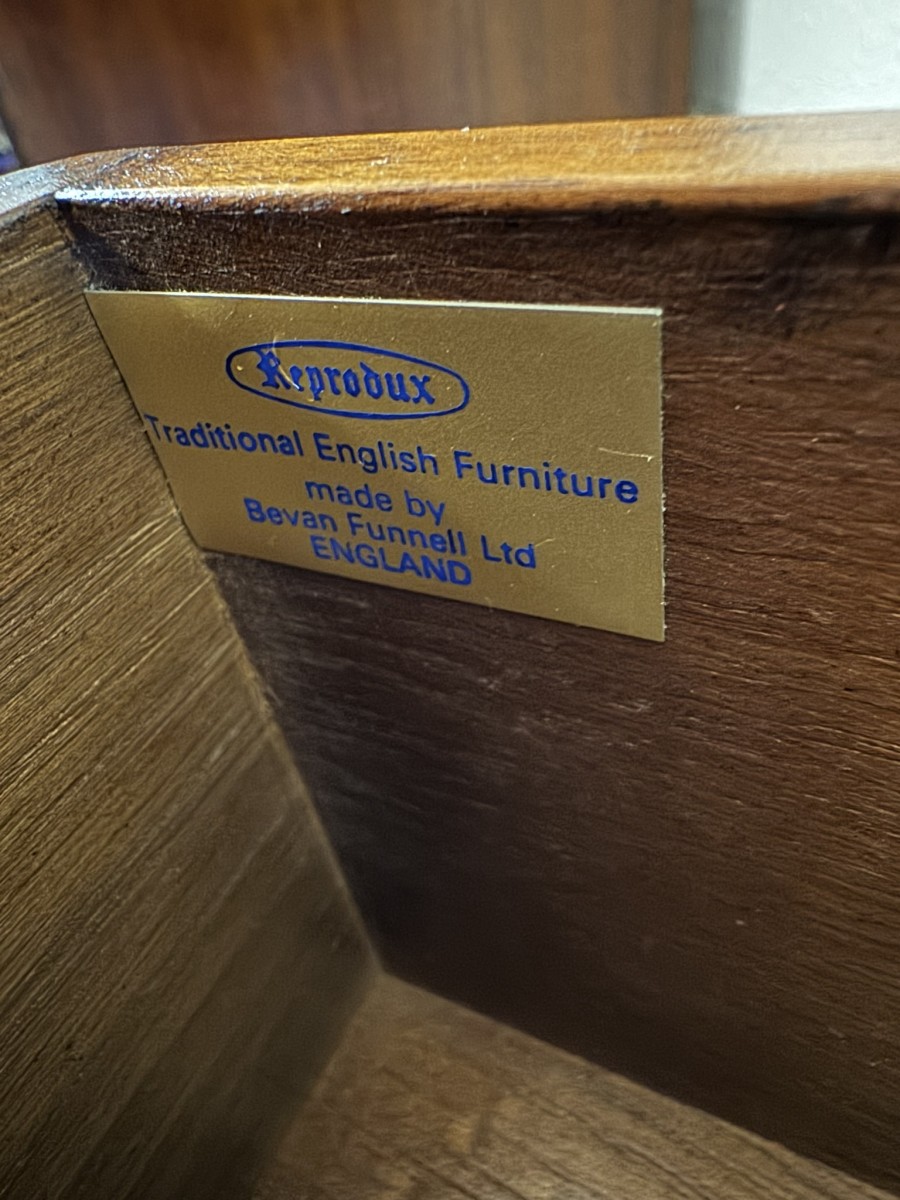 Reprodux
Traditional English Furniture
made by
Bevan Funnell Ltd
ENGLAND